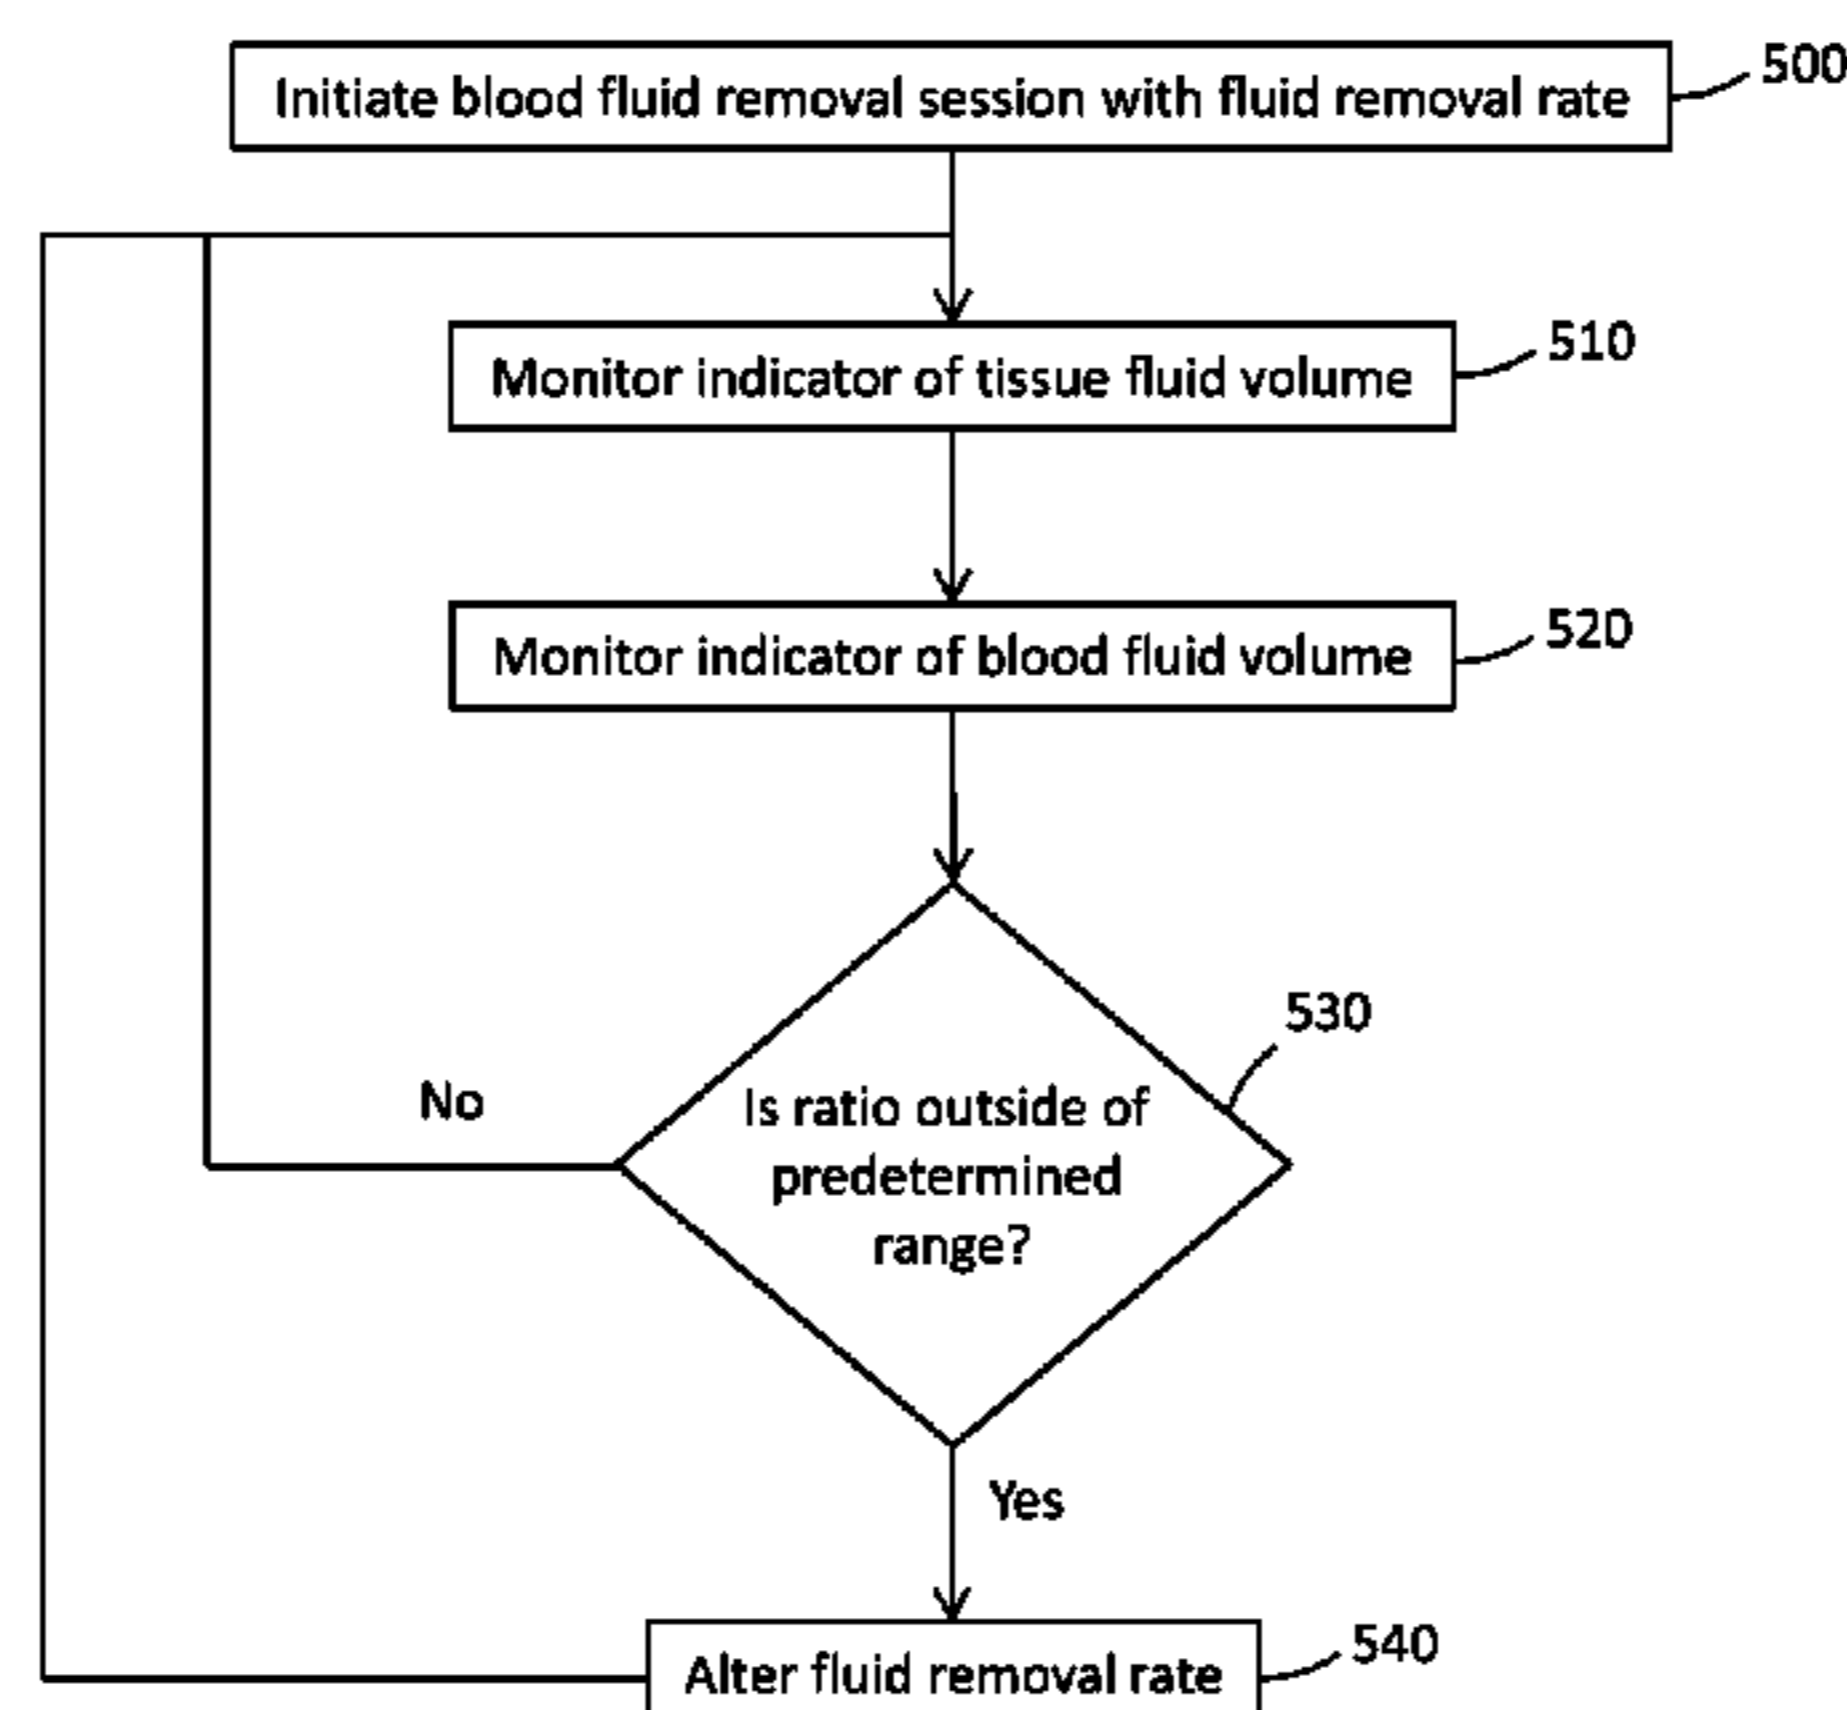 Initiate blood fluid removal session with fluid removal rate
500
Monitor indicator of tissue fluid volume
510
Monitor indicator of blood fluid volume
520
530
No
Is ratio outside of
predetermined
range?
Yes
Alter fluid removal rate
540